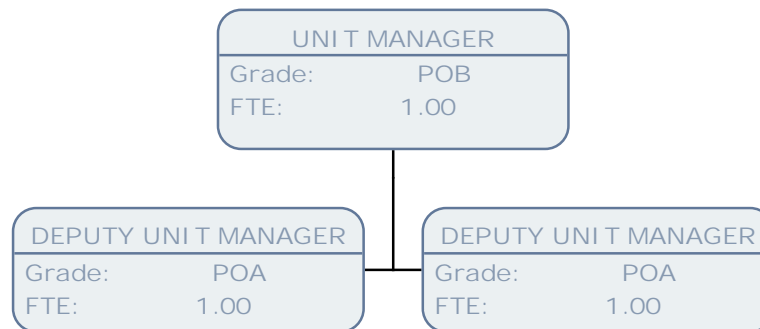 UNIT MANAGER
Grade: POB
FTE: 1.00
DEPUTY UNIT MANAGER
Grade: POA
FTE: 1.00
DEPUTY UNIT MANAGER
Grade: POA
FTE: 1.00